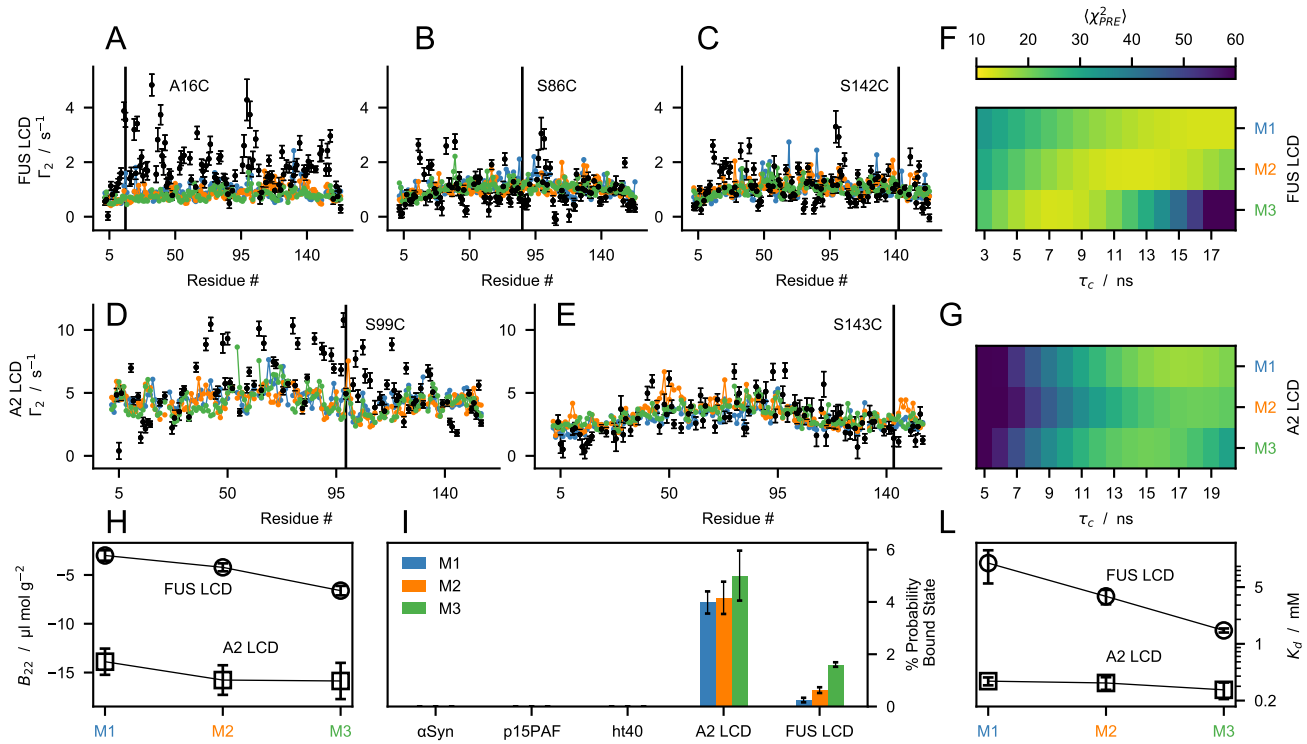 A
B
C
F
⟨χ²PRE⟩
10 20 30 40 50 60
A16C
S86C
S142C
FUS LCD
Γ₂ / s⁻¹
4
2
0
5 50 95 140
5 50 95 140
5 50 95 140
Residue #
Residue #
Residue #
M1
M2
M3
FUS LCD
3 5 7 9 11 13 15 17
τc / ns
D
E
G
S99C
S143C
A2 LCD
Γ₂ / s⁻¹
10
5
0
10
5
0
5 50 95 140
5 50 95 140
Residue #
Residue #
M1
M2
M3
A2 LCD
5 7 9 11 13 15 17 19
τc / ns
H
I
L
B₂₂ / μl mol g⁻²
−5
−10
−15
FUS LCD
A2 LCD
M1 M2 M3
M1
M2
M3
6
4
2
0
% Probability
Bound State
αSyn p15PAF ht40 A2 LCD FUS LCD
FUS LCD
A2 LCD
5
1
0.2
Kd / mM
M1 M2 M3